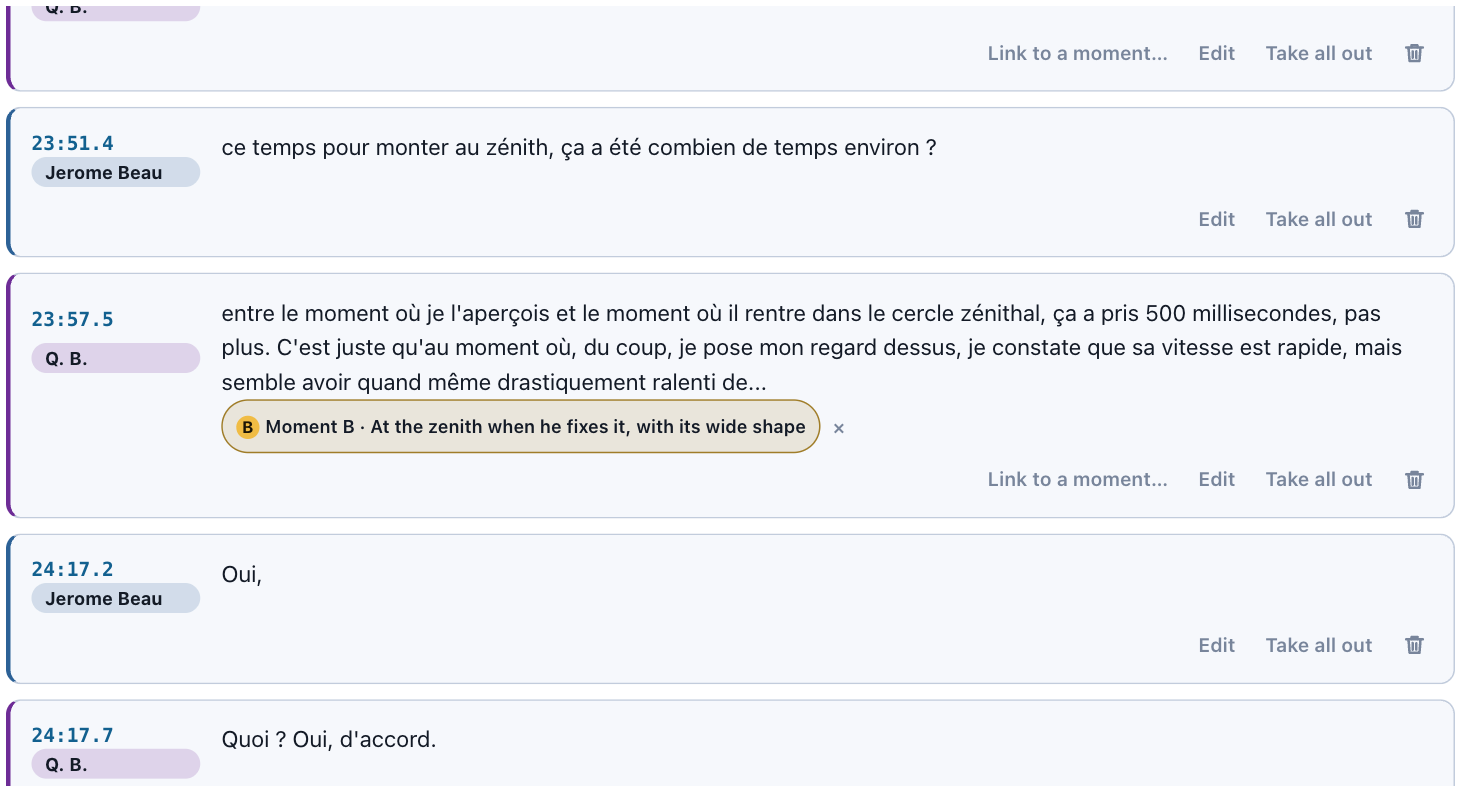 Q. B.
Link to a moment... Edit Take all out
23:51.4
ce temps pour monter au zénith, ça a été combien de temps environ ?
Jerome Beau
Edit Take all out
entre le moment où je l'aperçois et le moment où il rentre dans le cercle zénithal, ça a pris 500 millisecondes, pas
23:57.5
plus. C'est juste qu'au moment où, du coup, je pose mon regard dessus, je constate que sa vitesse est rapide, mais
Q. B.
semble avoir quand même drastiquement ralenti de...
B Moment B · At the zenith when he fixes it, with its wide shape ×
Link to a moment... Edit Take all out
24:17.2
Oui,
Jerome Beau
Edit Take all out
24:17.7
Quoi ? Oui, d'accord.
Q. B.